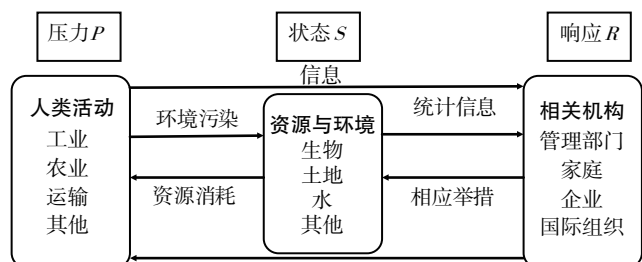 压力P
状态S
响应R
信息
人类活动
工业
农业
运输
其他
环境污染
资源消耗
资源与环境
生物
土地
水
其他
统计信息
相应举措
相关机构
管理部门
家庭
企业
国际组织